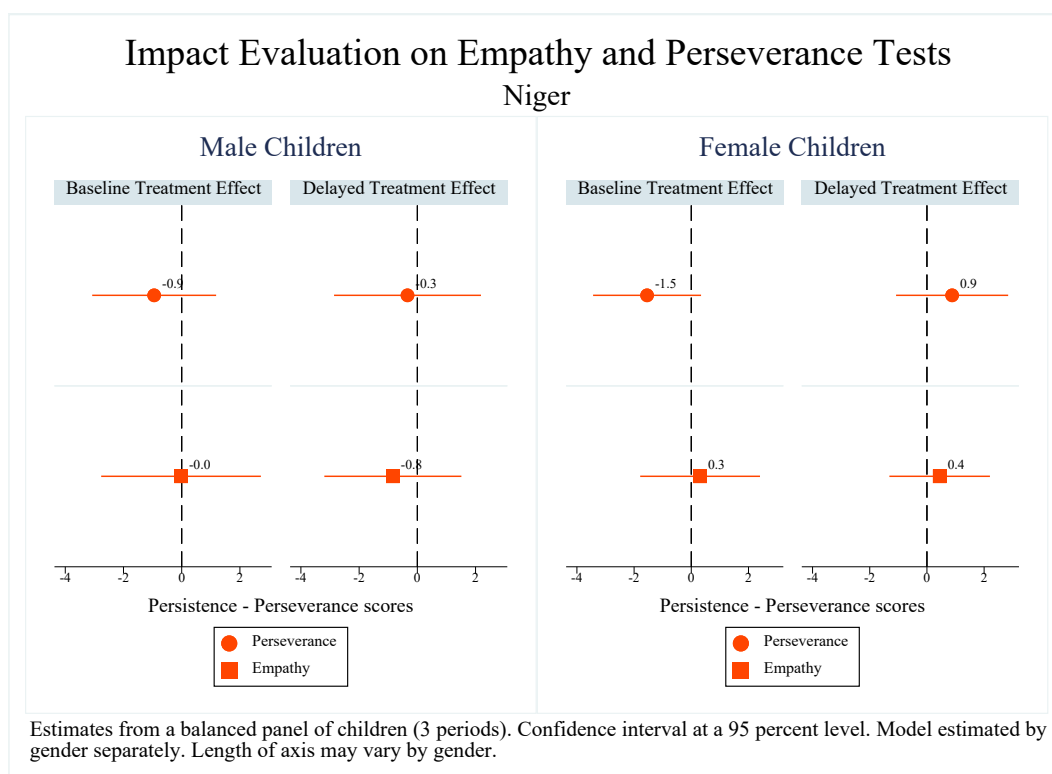 Impact Evaluation on Empathy and Perseverance Tests
Niger
Male Children
Baseline Treatment Effect
Delayed Treatment Effect
-0.9
-0.3
-0.0
-0.8
-4 -2 0 2
-4 -2 0 2
Persistence - Perseverance scores
Perseverance
Empathy
Female Children
Baseline Treatment Effect
Delayed Treatment Effect
-1.5
0.9
0.3
0.4
-4 -2 0 2
-4 -2 0 2
Persistence - Perseverance scores
Perseverance
Empathy
Estimates from a balanced panel of children (3 periods). Confidence interval at a 95 percent level. Model estimated by
gender separately. Length of axis may vary by gender.